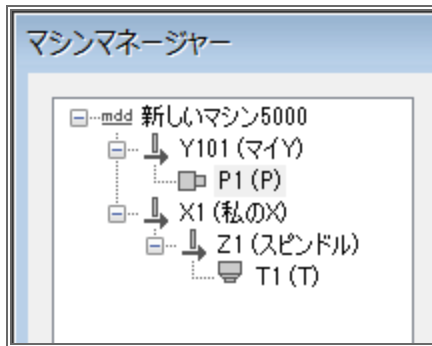 マシンマネージャー
mdd 新しいマシン5000
Y101 (マイY)
P1 (P)
X1 (私のX)
Z1 (スピンドル)
T1 (T)